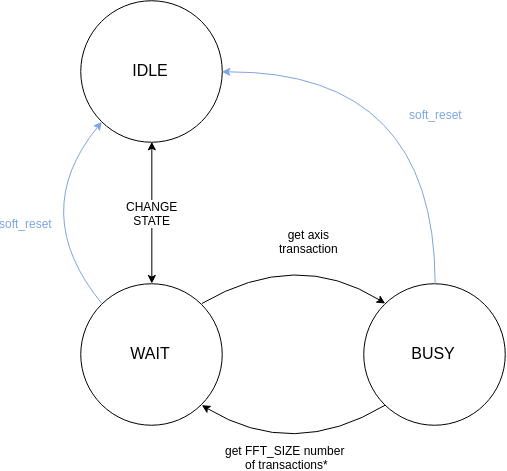 IDLE
soft_reset
CHANGE
STATE
soft_reset
get axis
transaction
WAIT
BUSY
get FFT_SIZE number
of transactions*